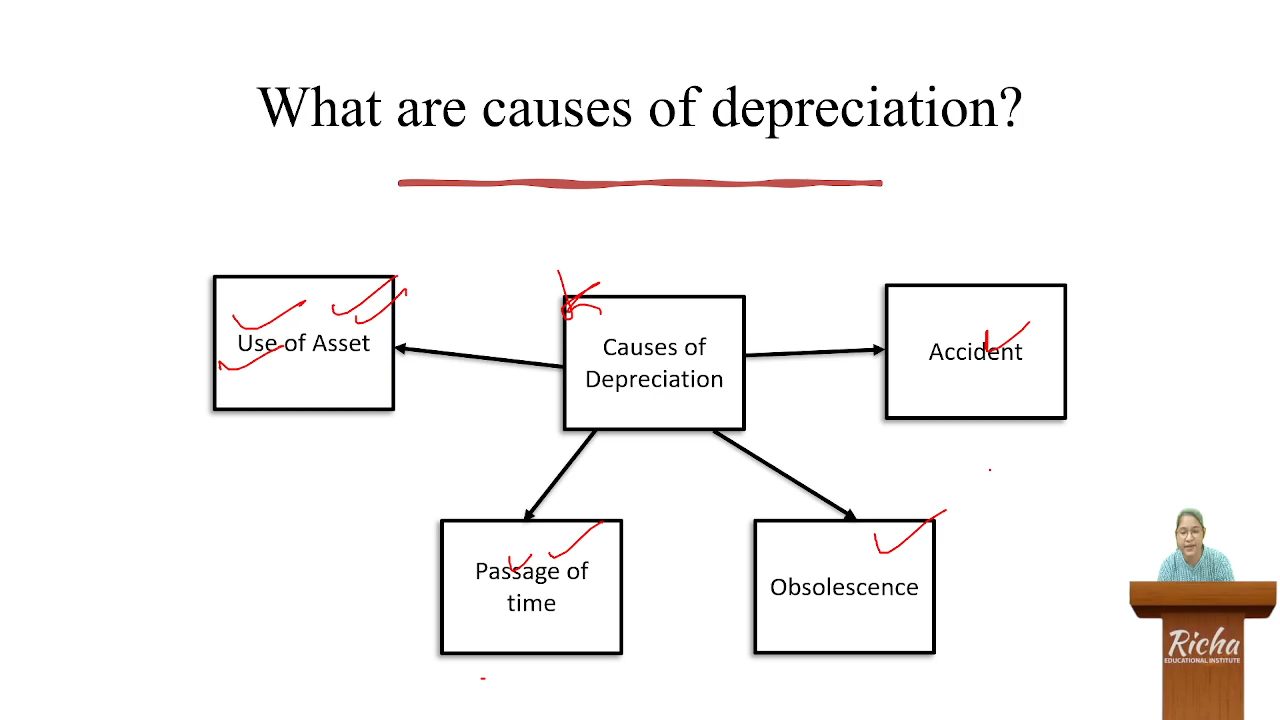 What are causes of depreciation?
Use of Asset
Causes of
Depreciation
Accident
Passage of
time
Obsolescence
Richa
EDUCATIONAL INSTITUTE